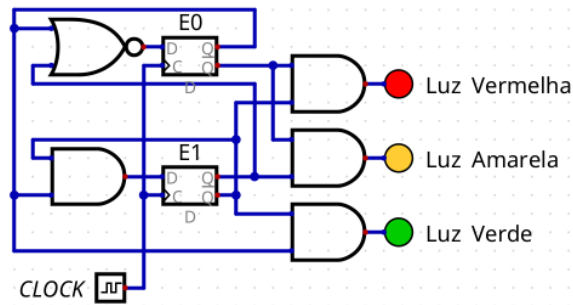 E0
D Q
C Q
D
Luz Vermelha
E1
D Q
C Q
D
Luz Amarela
Luz Verde
CLOCK